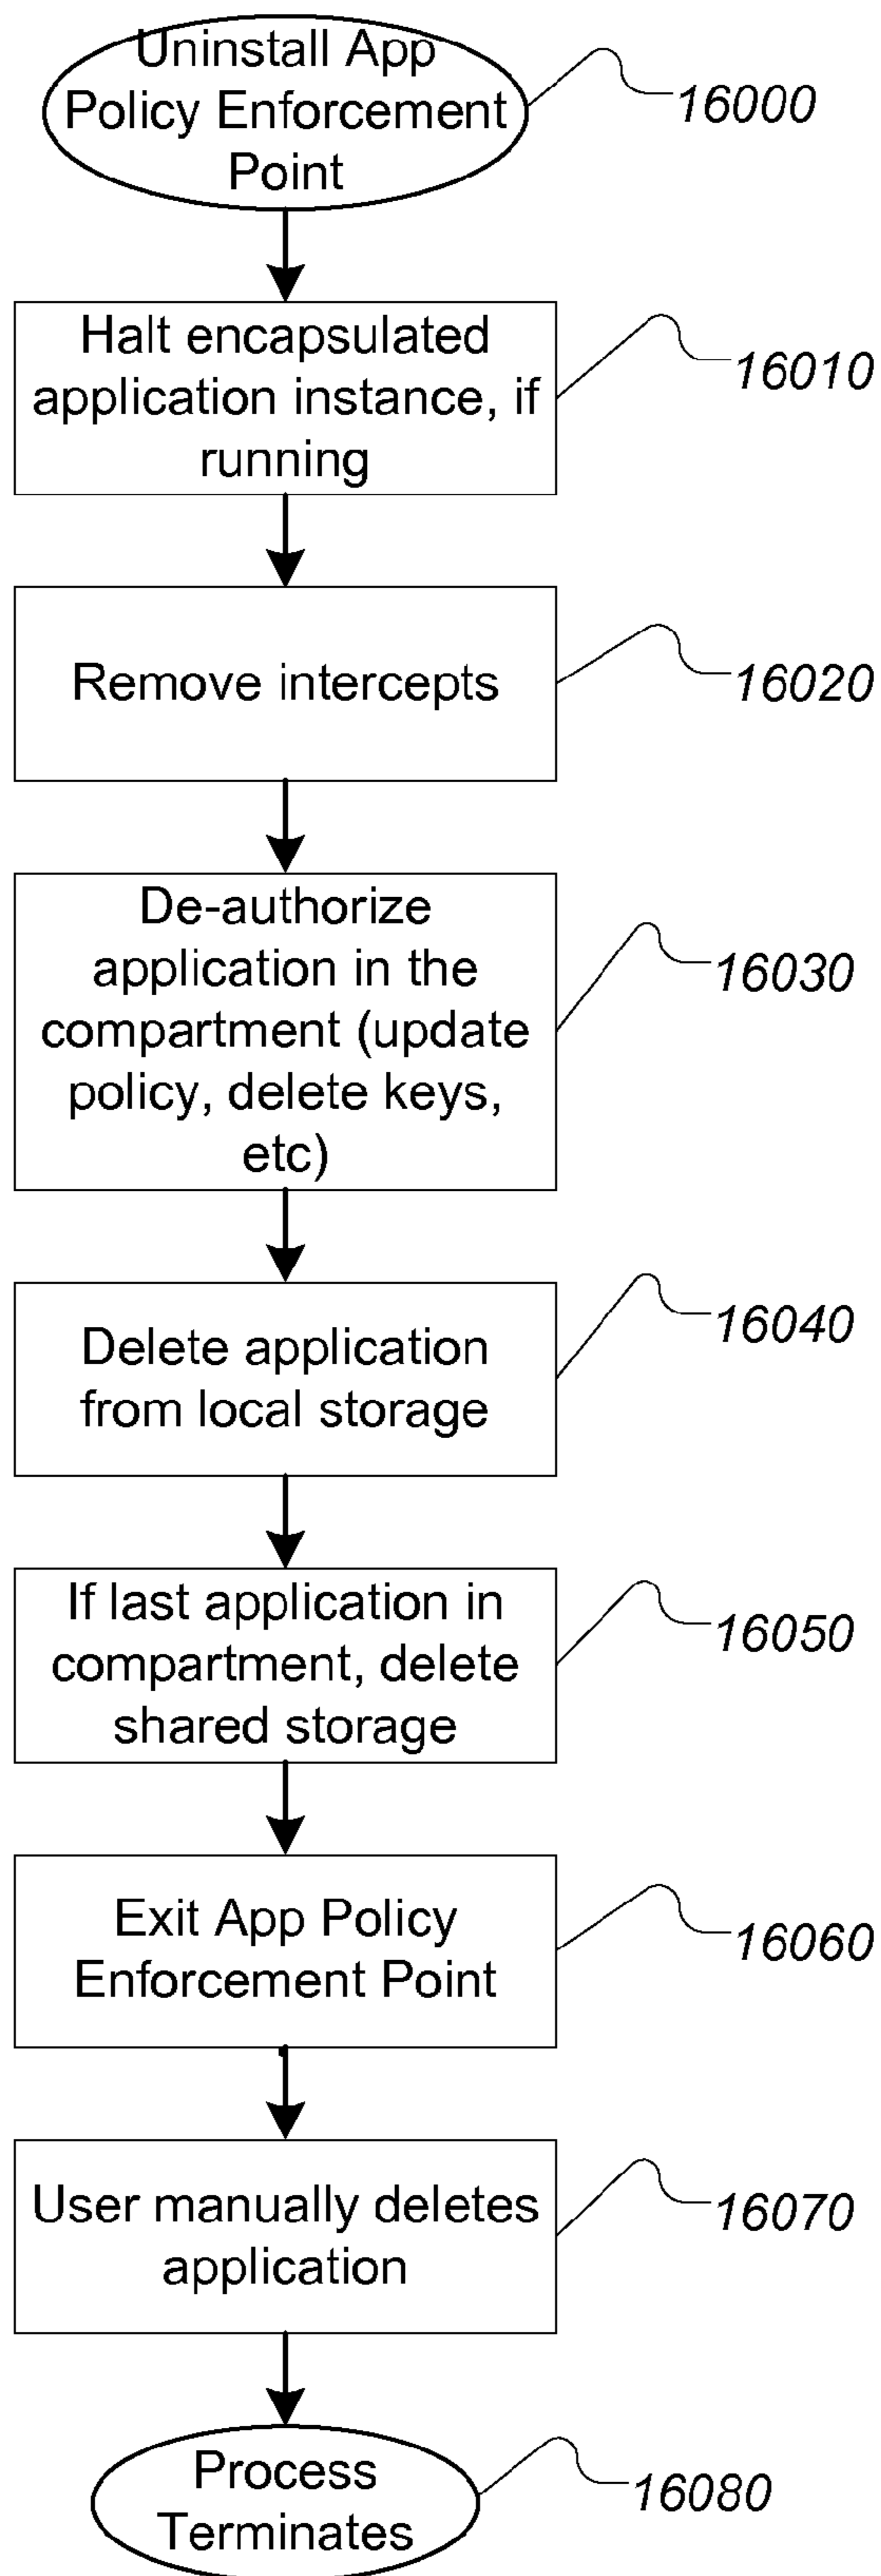 Uninstall App
Policy Enforcement
Point
16000
Halt encapsulated
application instance, if
running
16010
Remove intercepts
16020
De-authorize
application in the
compartment (update
policy, delete keys,
etc)
16030
Delete application
from local storage
16040
If last application in
compartment, delete
shared storage
16050
Exit App Policy
Enforcement Point
16060
User manually deletes
application
16070
Process
Terminates
16080